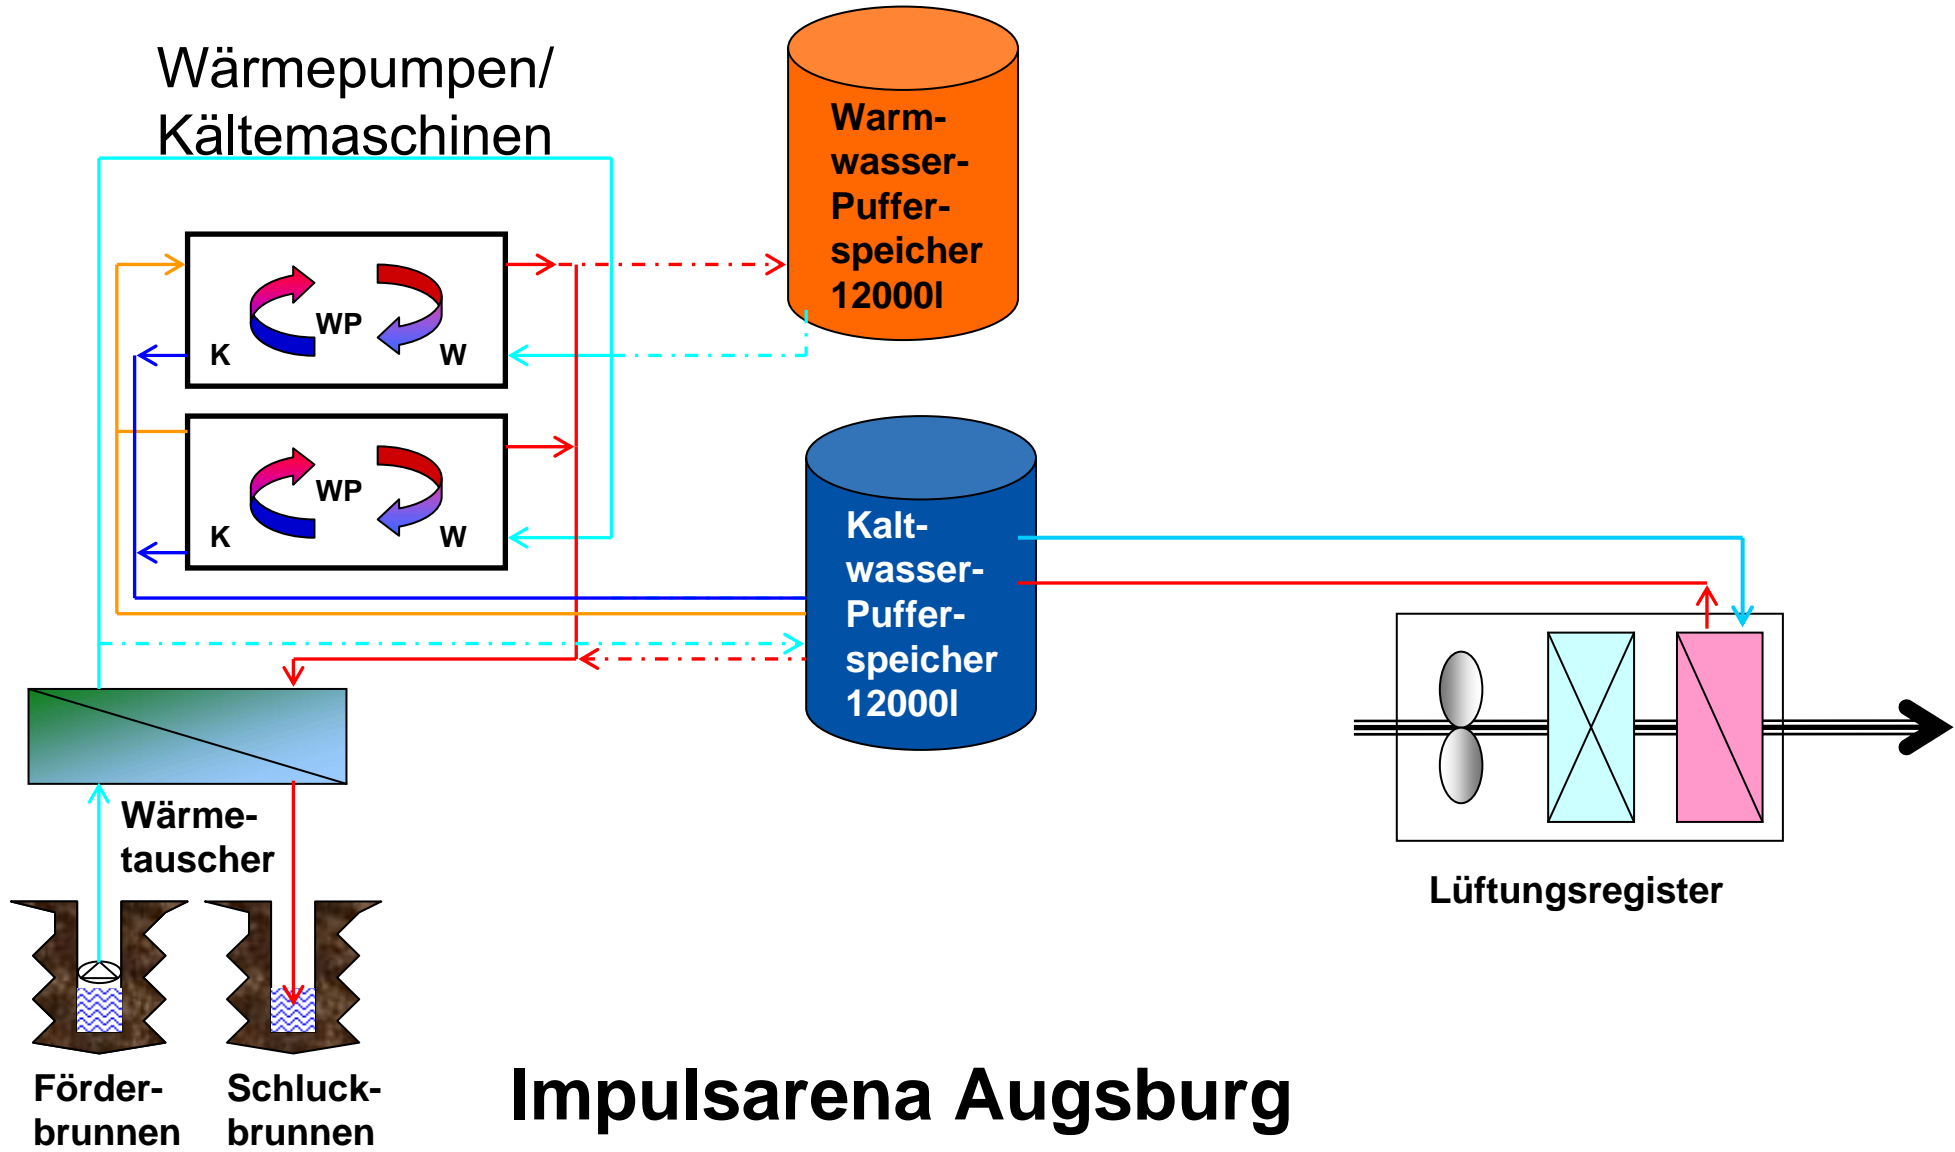 Wärmepumpen/
Kältemaschinen
Warm-
wasser-
Puffer-
speicher
12000l
WP
K
W
WP
K
W
Kalt-
wasser-
Puffer-
speicher
12000l
Wärme-
tauscher
Lüftungsregister
Förder-
brunnen
Schluck-
brunnen
Impulsarena Augsburg